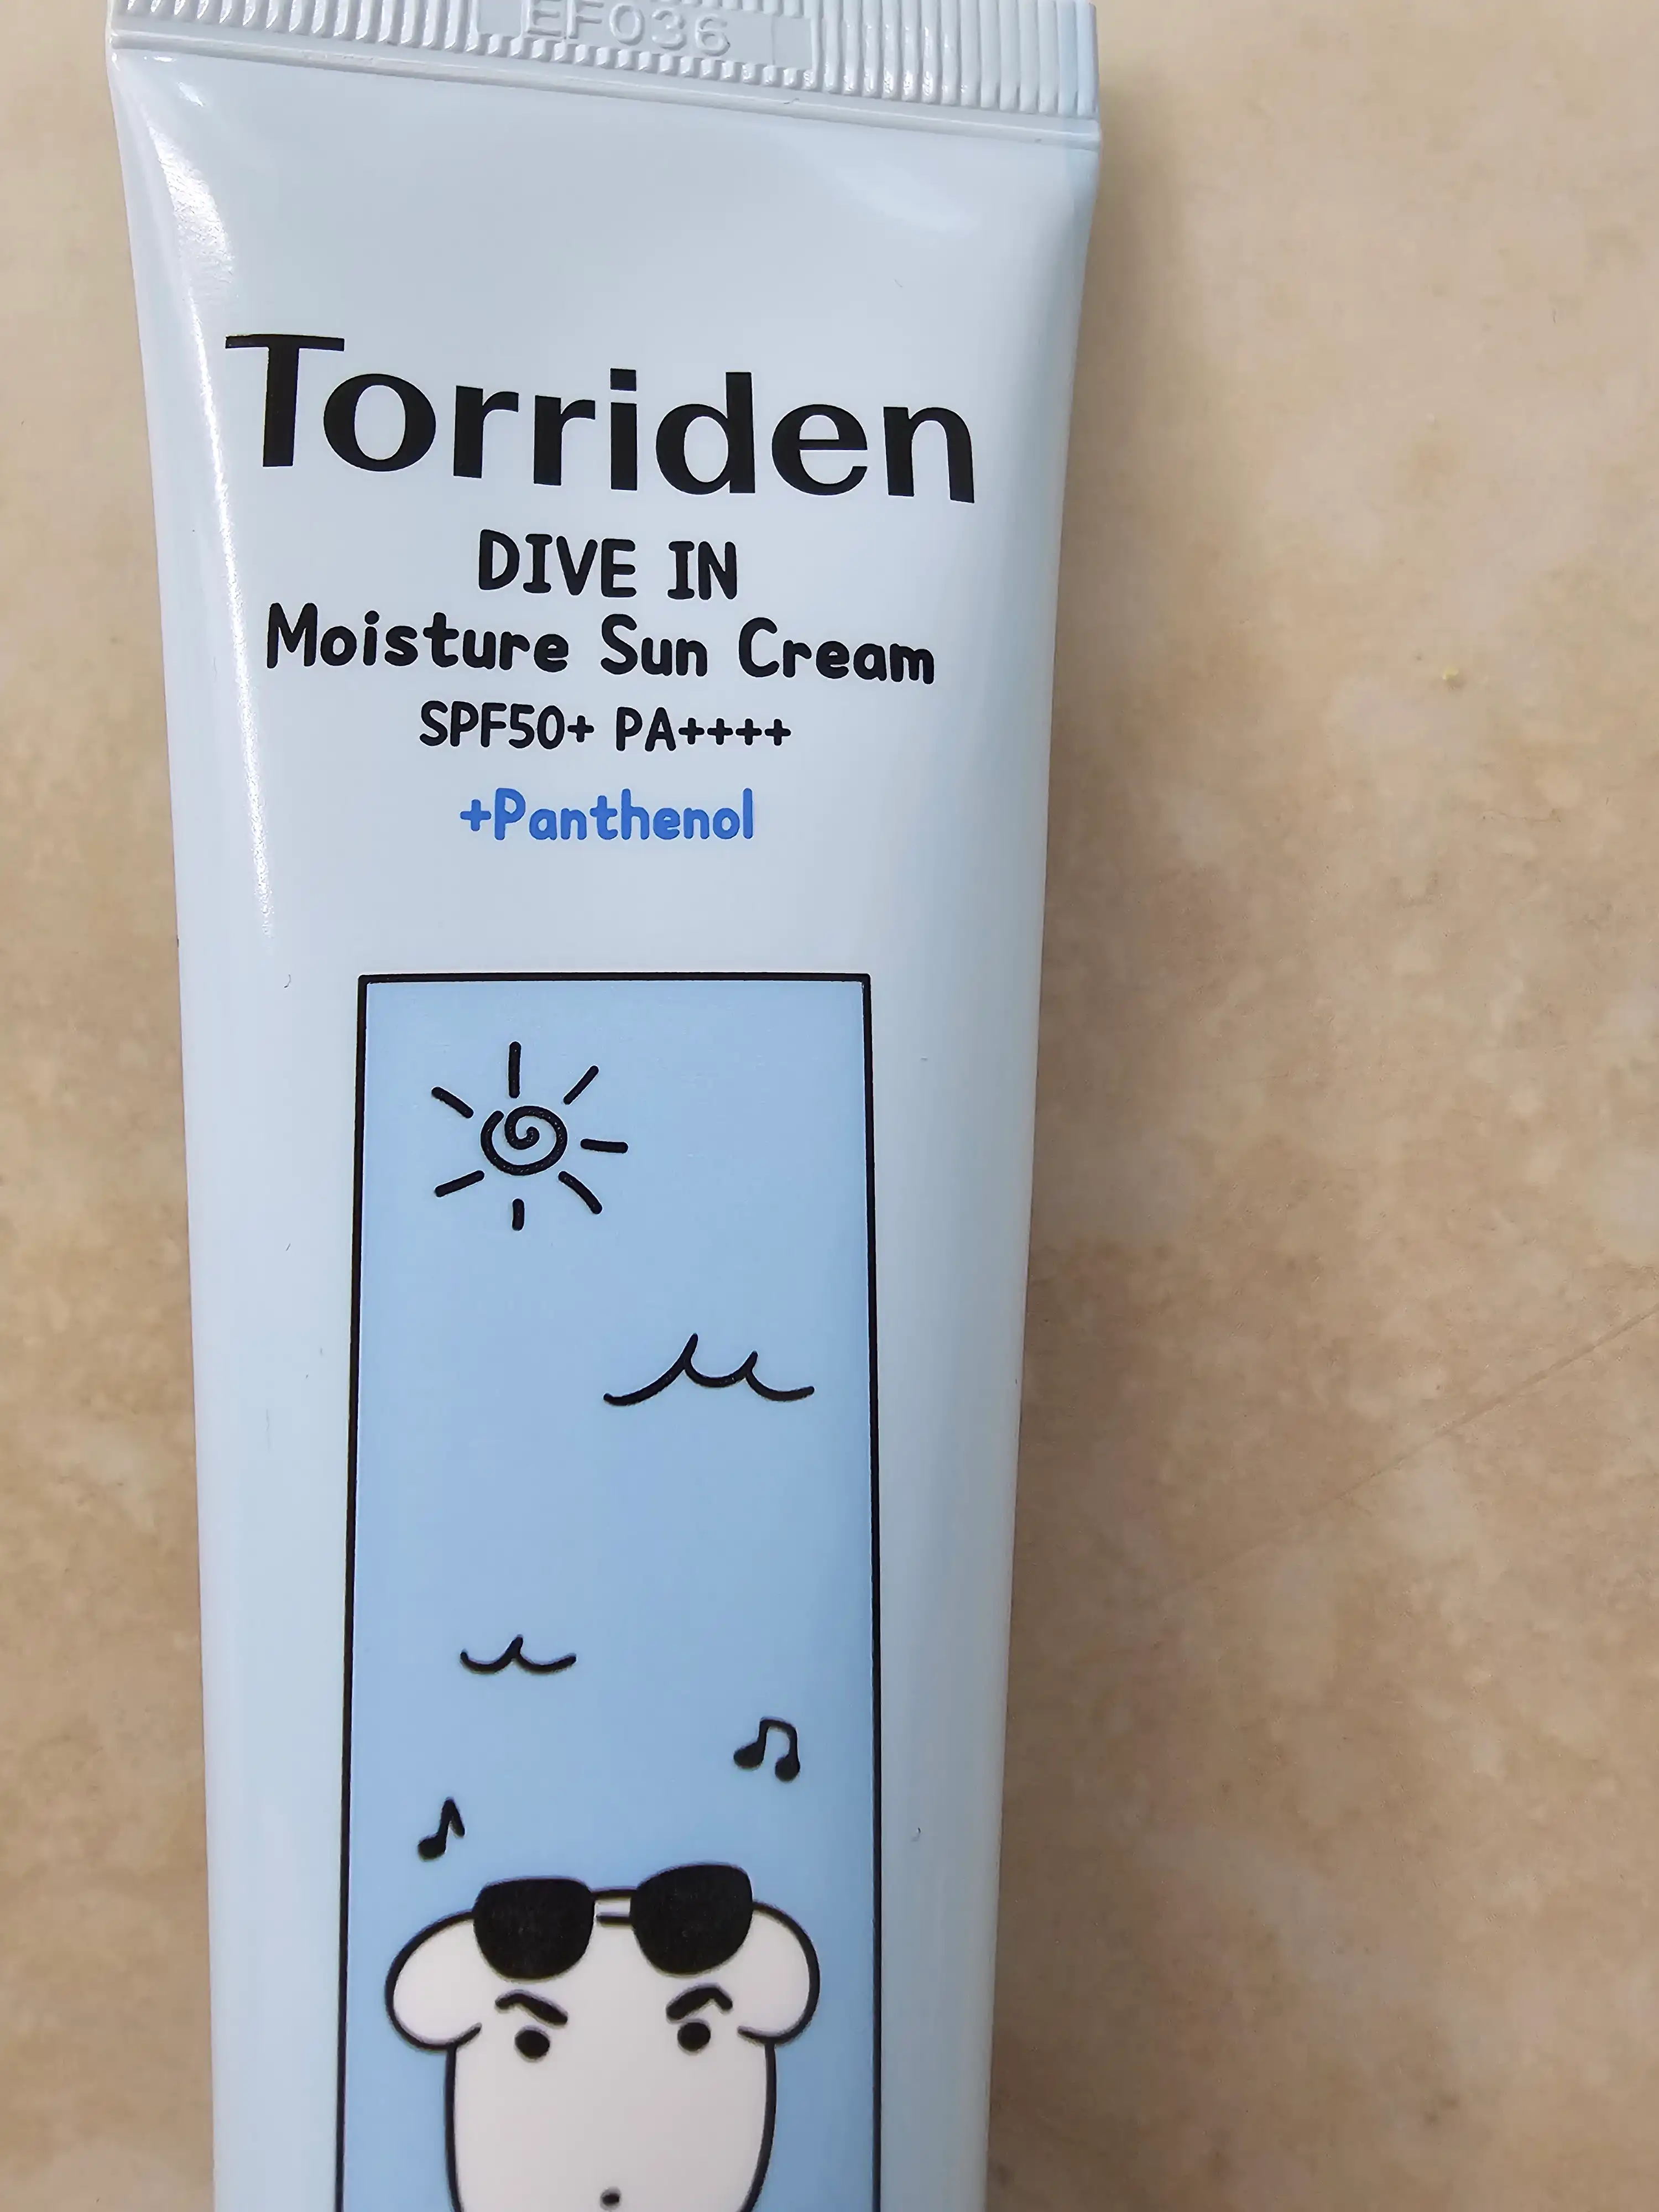 EF036
Torriden
DIVE IN
Moisture Sun Cream
SPF50+ PA++++
+Panthenol